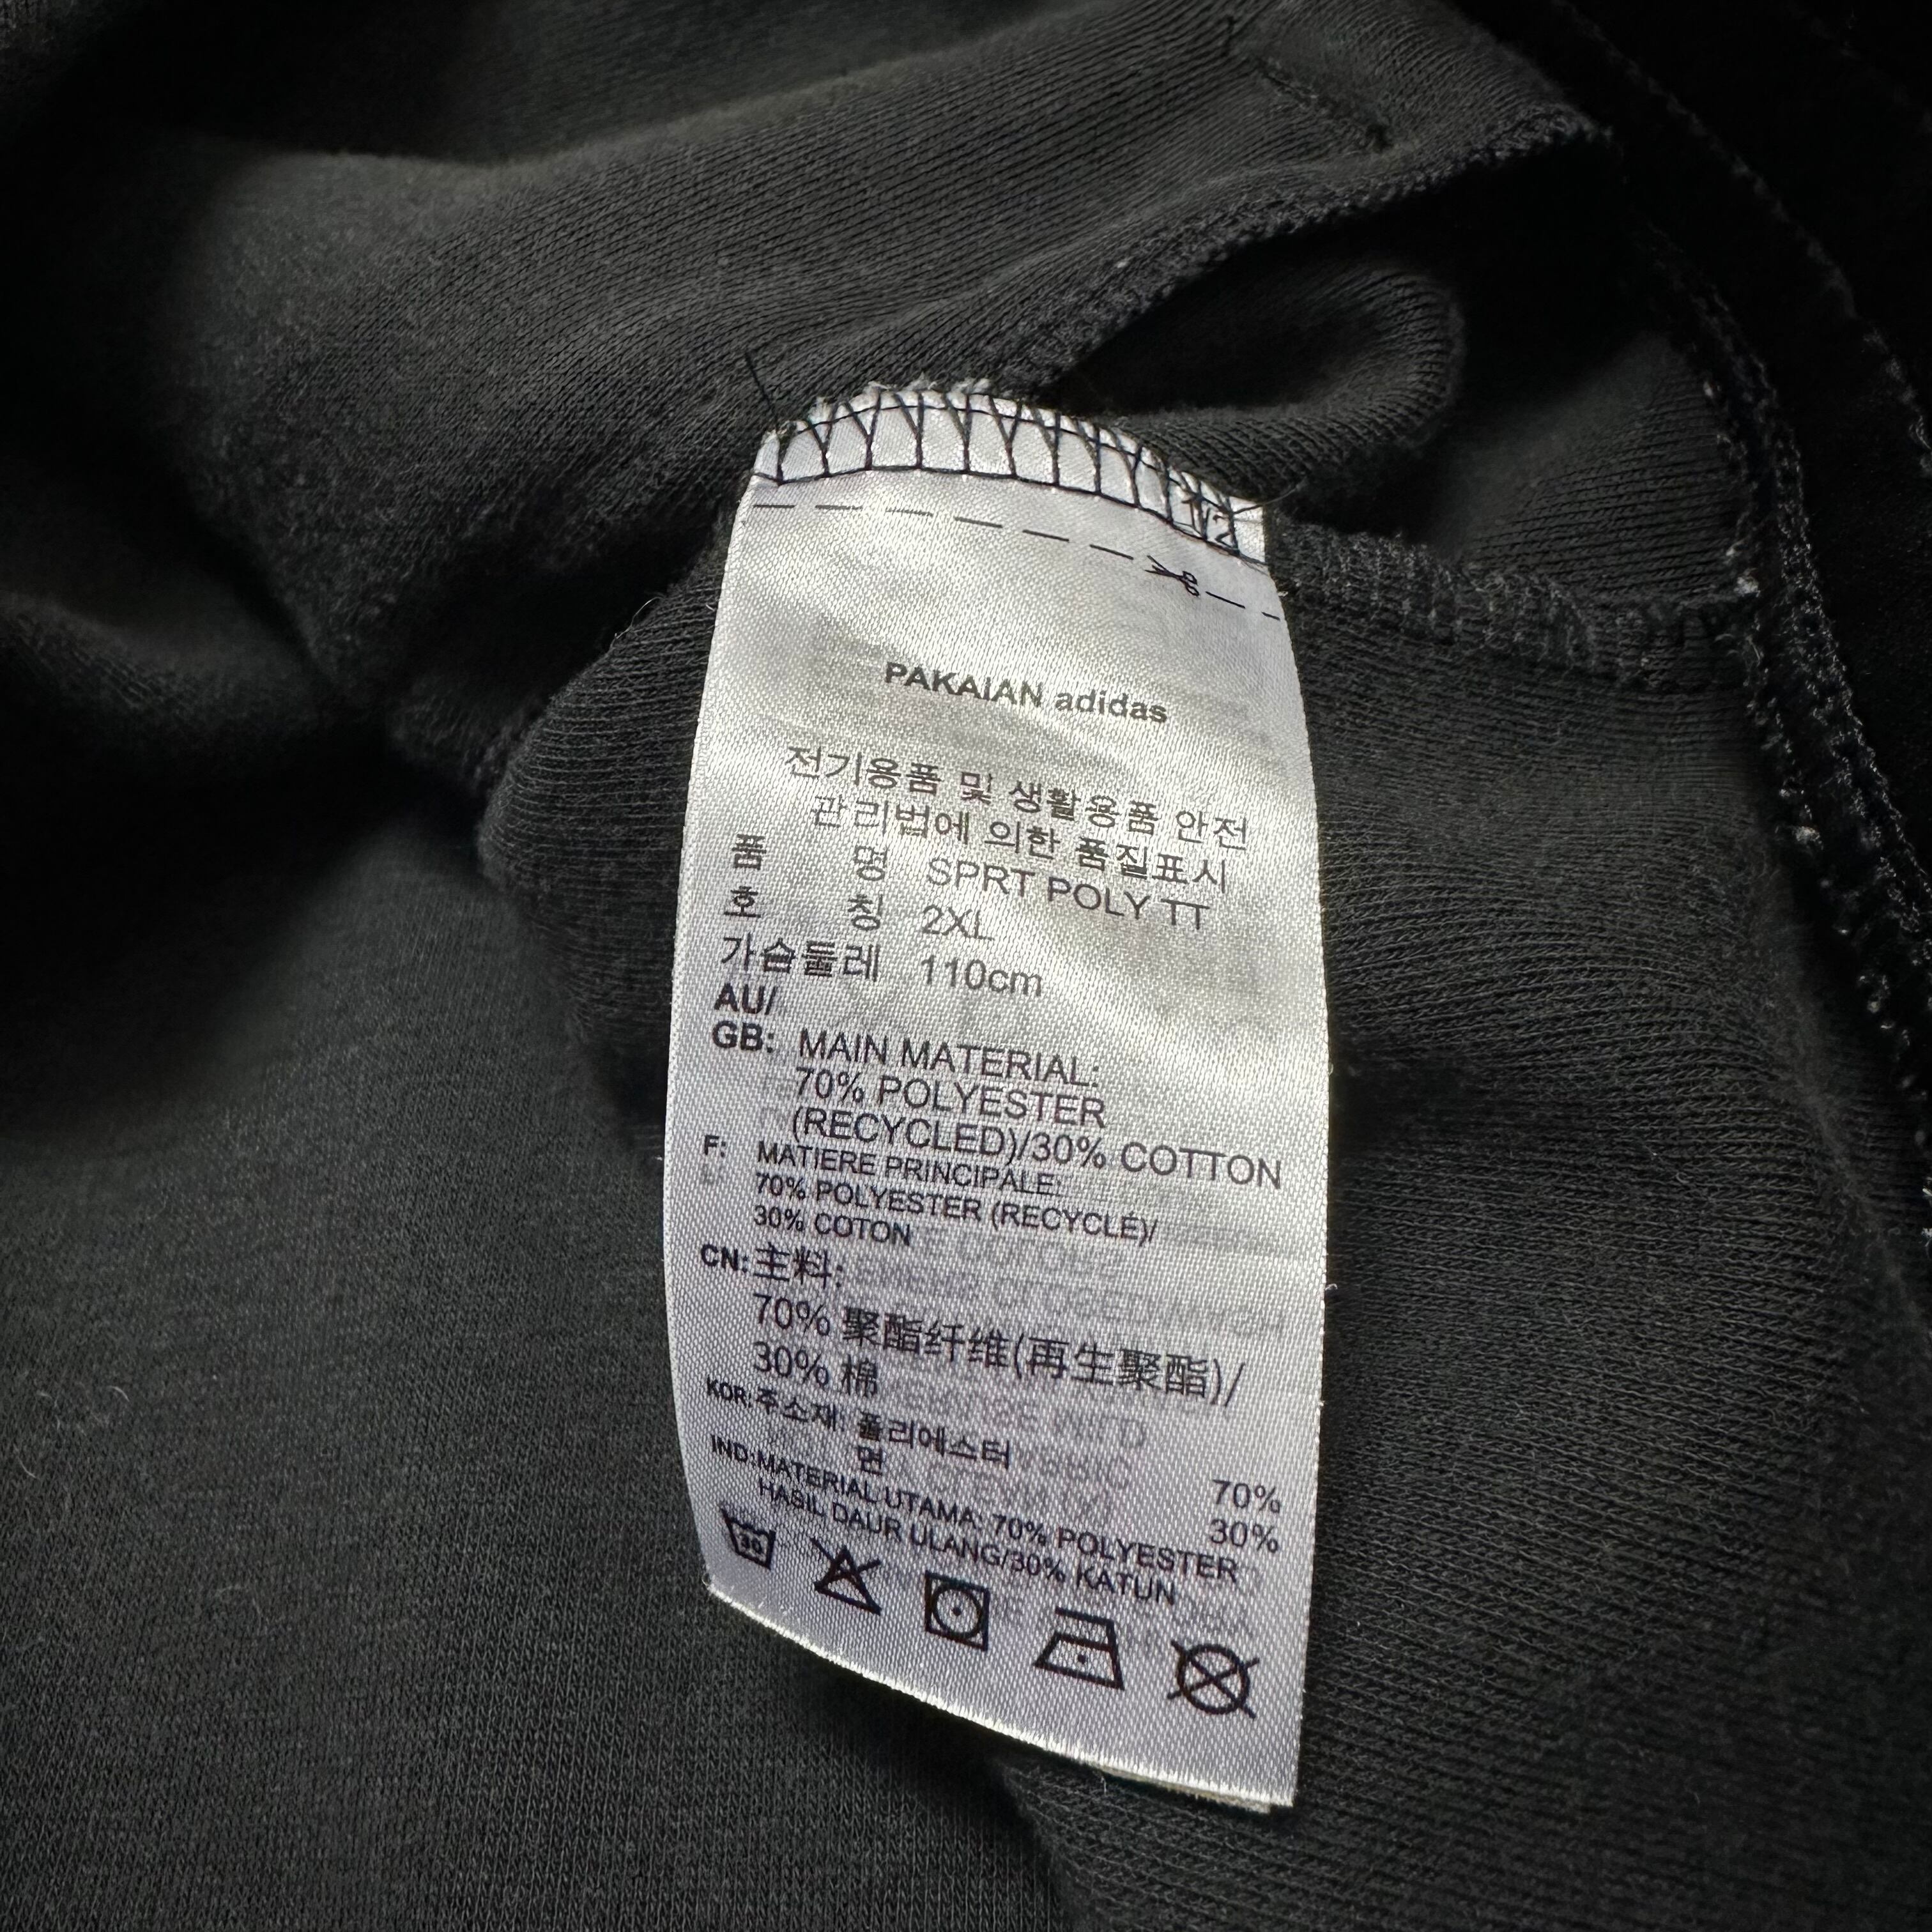 1/2
PAKAIAN adidas
전기용품 및 생활용품 안전
관리법에 의한 품질표시
품 명 SPRT POLY TT
호 칭 2XL
가슴둘레 110cm
AU/
GB: MAIN MATERIAL:
70% POLYESTER
(RECYCLED)/30% COTTON
F: MATIERE PRINCIPALE:
70% POLYESTER (RECYCLÉ)/
30% COTON
CN: 主料:
70% 聚酯纤维(再生聚酯)/
30% 棉
KOR: 주소재: 폴리에스터 70%
면 30%
IND: MATERIAL UTAMA: 70% POLYESTER
HASIL DAUR ULANG/30% KATUN
30